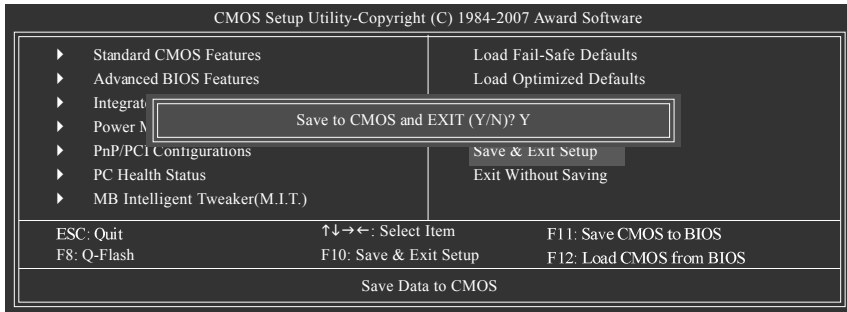 CMOS Setup Utility-Copyright (C) 1984-2007 Award Software
Standard CMOS Features
Advanced BIOS Features
Power
PnP/PCI Configurations
PC Health Status
MB Intelligent Tweaker(M.I.T.)
Load Fail-Safe Defaults
Load Optimized Defaults
Save & Exit Setup
Exit Without Saving
Save to CMOS and EXIT (Y/N)? Y
ESC: Quit
↑↓→←: Select Item
F11: Save CMOS to BIOS
F8: Q-Flash
F10: Save & Exit Setup
F12: Load CMOS from BIOS
Save Data to CMOS